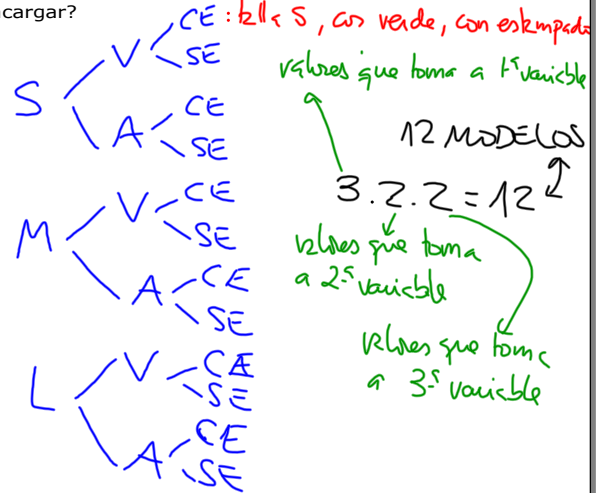 cargar?
CE : talla S, cor verde, con estampado
V
SE
S
CE
A
SE
CE
V
SE
M
CE
A
SE
CE
V
SE
L
CE
A
SE
valores que toma a 1ª variable
12 MODELOS
3.2.2 = 12
valores que toma
a 2ª variable
valores que toma
a 3ª variable